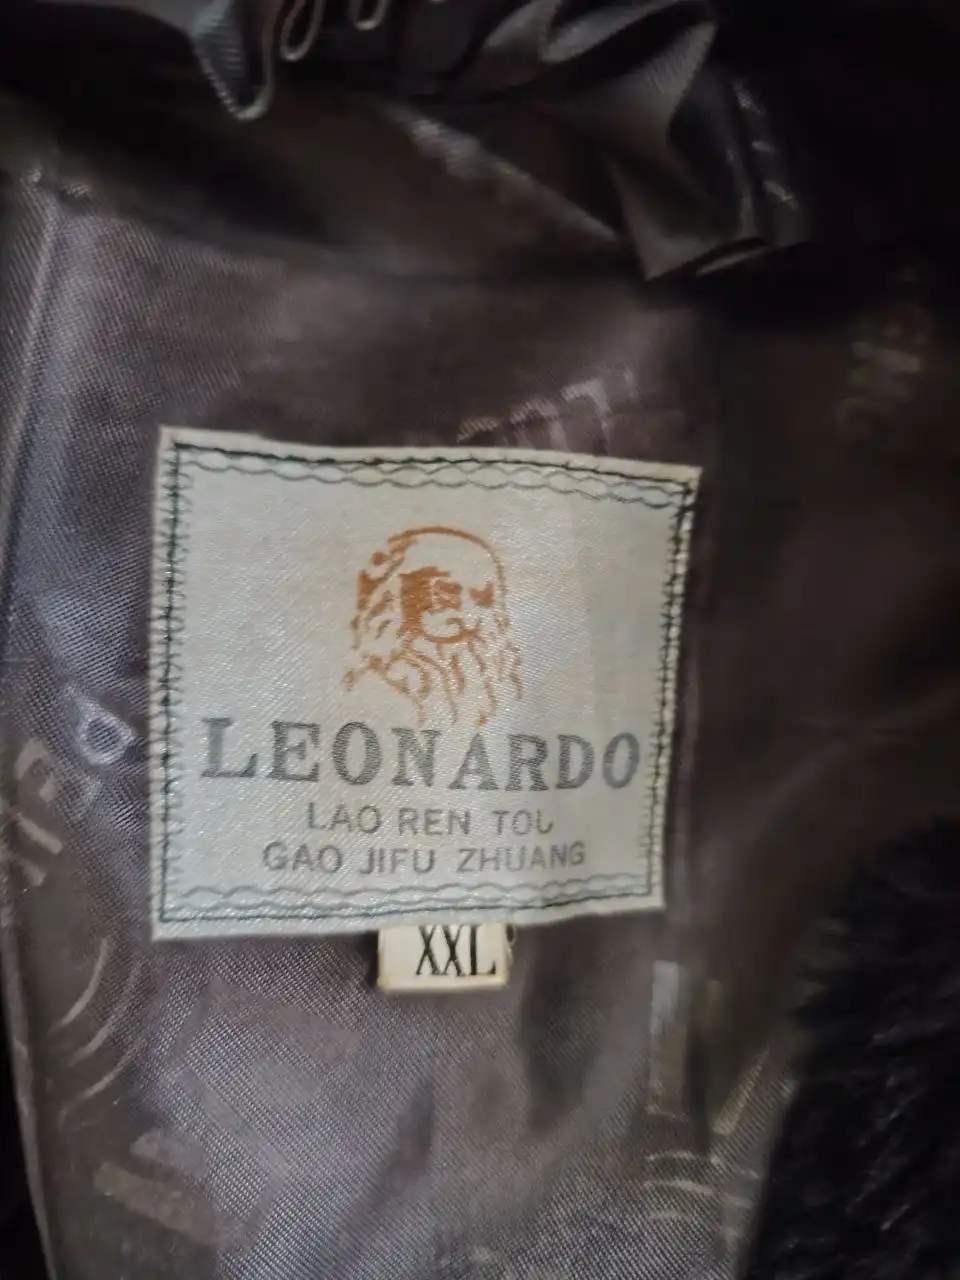 LEONARDO
LAO REN TOU
GAO JIFU ZHUANG
XXL